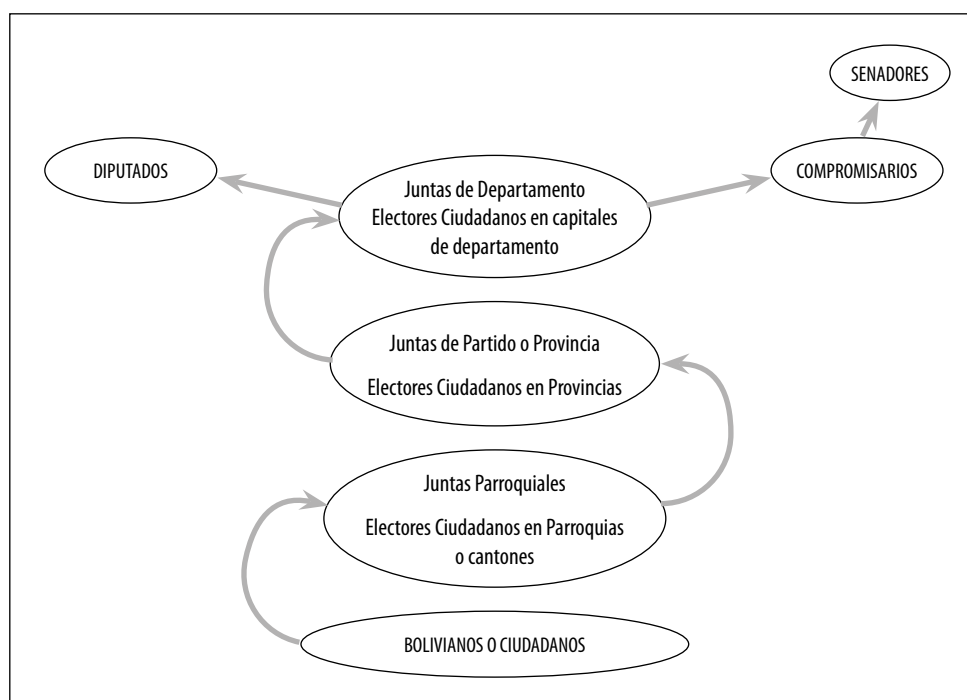 SENADORES
DIPUTADOS
COMPROMISARIOS
Juntas de Departamento
Electores Ciudadanos en capitales
de departamento
Juntas de Partido o Provincia
Electores Ciudadanos en Provincias
Juntas Parroquiales
Electores Ciudadanos en Parroquias
o cantones
BOLIVIANOS O CIUDADANOS